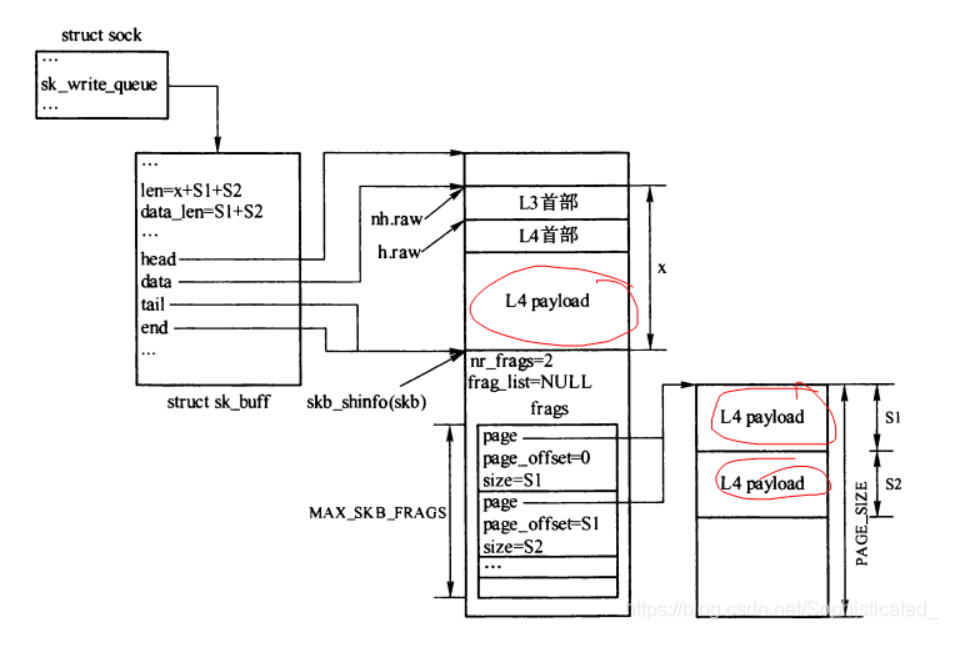 struct sock
...
sk_write_queue
...
...
len=x+S1+S2
data_len=S1+S2
...
head
data
tail
end
...
struct sk_buff
nh.raw
h.raw
skb_shinfo(skb)
L3首部
L4首部
L4 payload
x
nr_frags=2
frag_list=NULL
frags
page
page_offset=0
size=S1
page
page_offset=S1
size=S2
...
MAX_SKB_FRAGS
L4 payload
S1
L4 payload
S2
PAGE_SIZE
https://blog.csdn.net/Sophisticated_